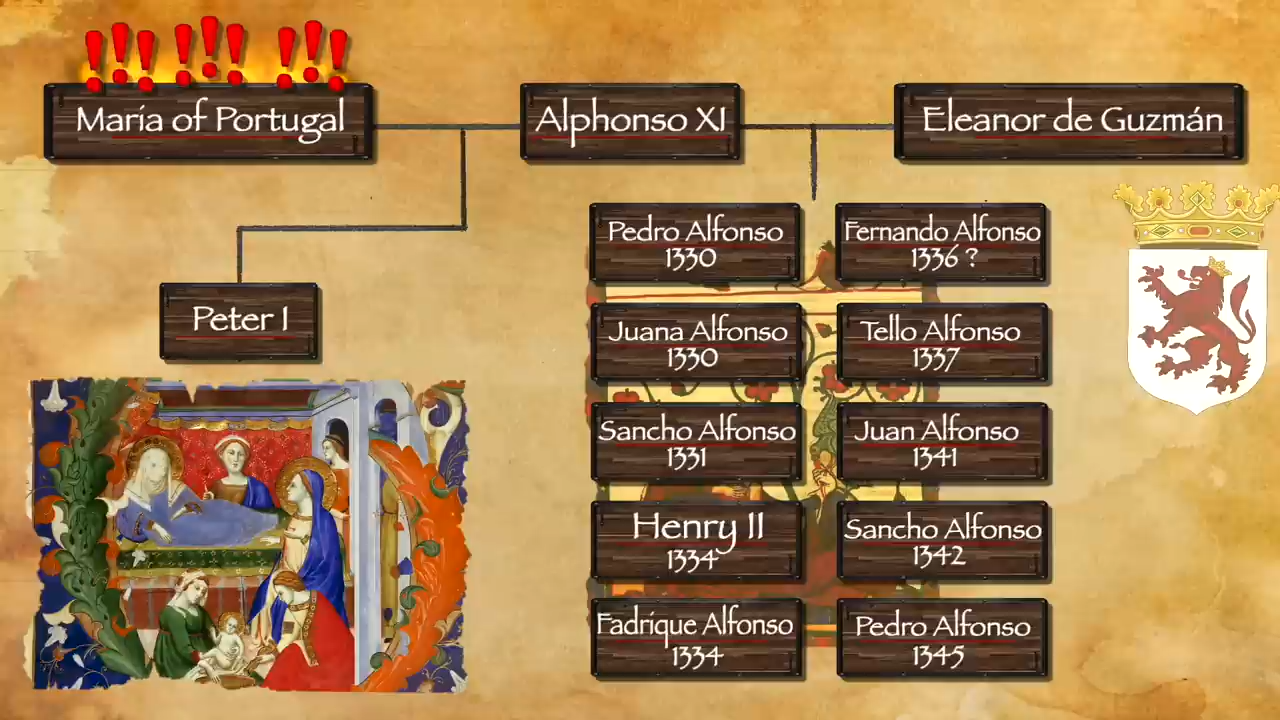 María of Portugal
Alphonso XI
Eleanor de Guzmán
Peter I
Pedro Alfonso
1330
Fernando Alfonso
1336 ?
Juana Alfonso
1330
Tello Alfonso
1337
Sancho Alfonso
1331
Juan Alfonso
1341
Henry II
1334
Sancho Alfonso
1342
Fadrique Alfonso
1334
Pedro Alfonso
1345